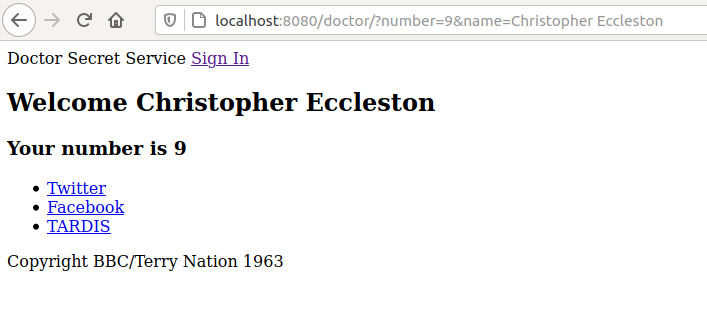 localhost:8080/doctor/?number=9&name=Christopher Eccleston
Doctor Secret Service Sign In
Welcome Christopher Eccleston
Your number is 9
Twitter
Facebook
TARDIS
Copyright BBC/Terry Nation 1963